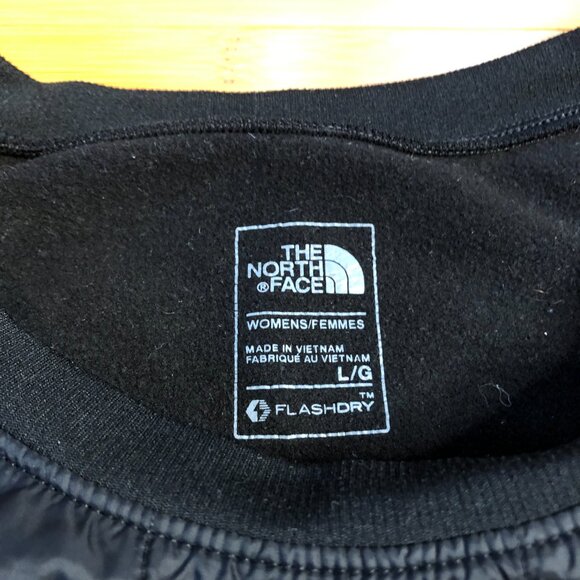 THE
NORTH
®FACE
WOMENS/FEMMES
MADE IN VIETNAM
FABRIQUÉ AU VIETNAM
L/G
FLASHDRY™